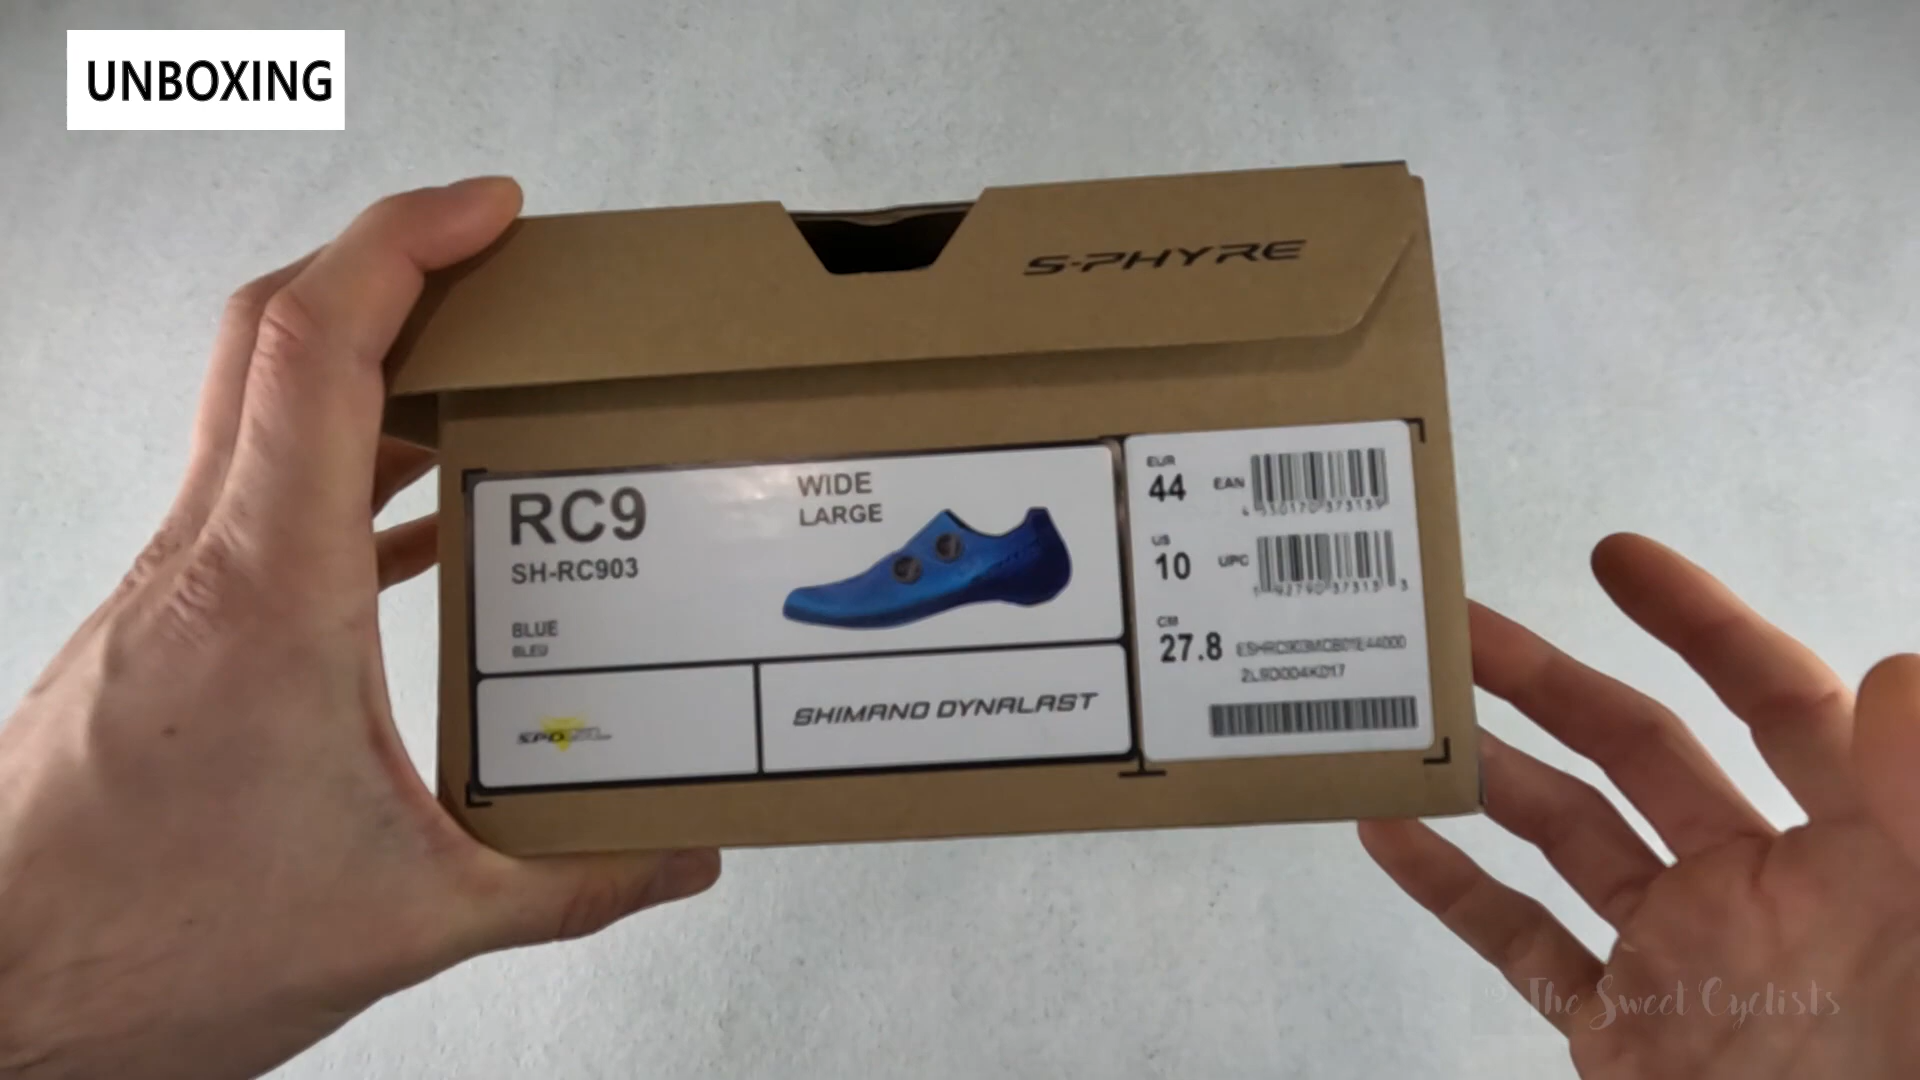 UNBOXING
S-PHYRE
RC9
SH-RC903
WIDE
LARGE
BLUE
BLEU
SHIMANO DYNALAST
EUR
44
EAN
US
10
UPC
CM
27.8
The Sweet Cyclists